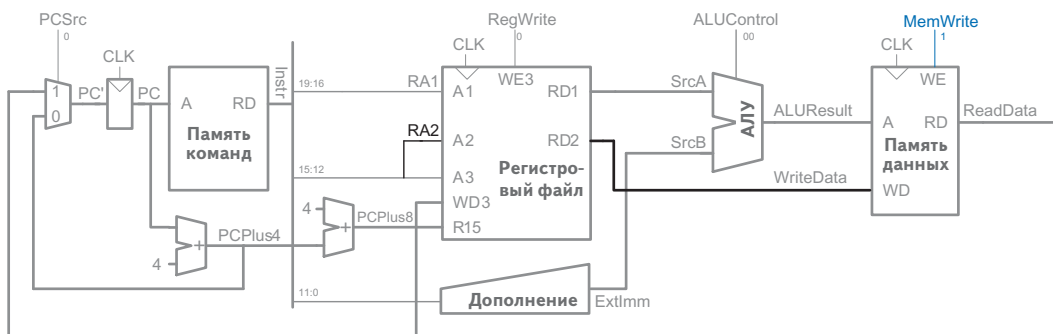 PCSrc
0
RegWrite
0
ALUControl
00
MemWrite
1
CLK
CLK
CLK
1
0
PC'
PC
A
RD
Память
команд
Instr
19:16
RA1
A1
WE3
RD1
SrcA
RA2
A2
RD2
SrcB
15:12
A3
WD3
R15
Регистро-
вый файл
АЛУ
ALUResult
WE
A
RD
Память
данных
WD
ReadData
WriteData
4
+
PCPlus4
4
+
PCPlus8
11:0
Дополнение
ExtImm